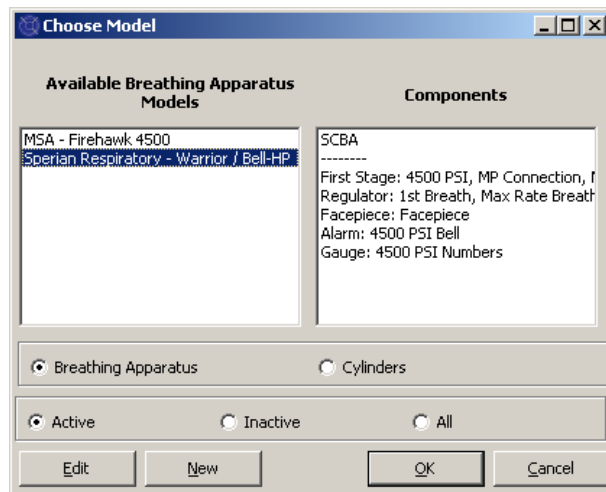 Choose Model
Available Breathing Apparatus
Models
Components
MSA - Firehawk 4500
Sperian Respiratory - Warrior / Bell-HP
SCBA
--------
First Stage: 4500 PSI, MP Connection,
Regulator: 1st Breath, Max Rate Breath
Facepiece: Facepiece
Alarm: 4500 PSI Bell
Gauge: 4500 PSI Numbers
Breathing Apparatus
Cylinders
Active
Inactive
All
Edit
New
OK
Cancel